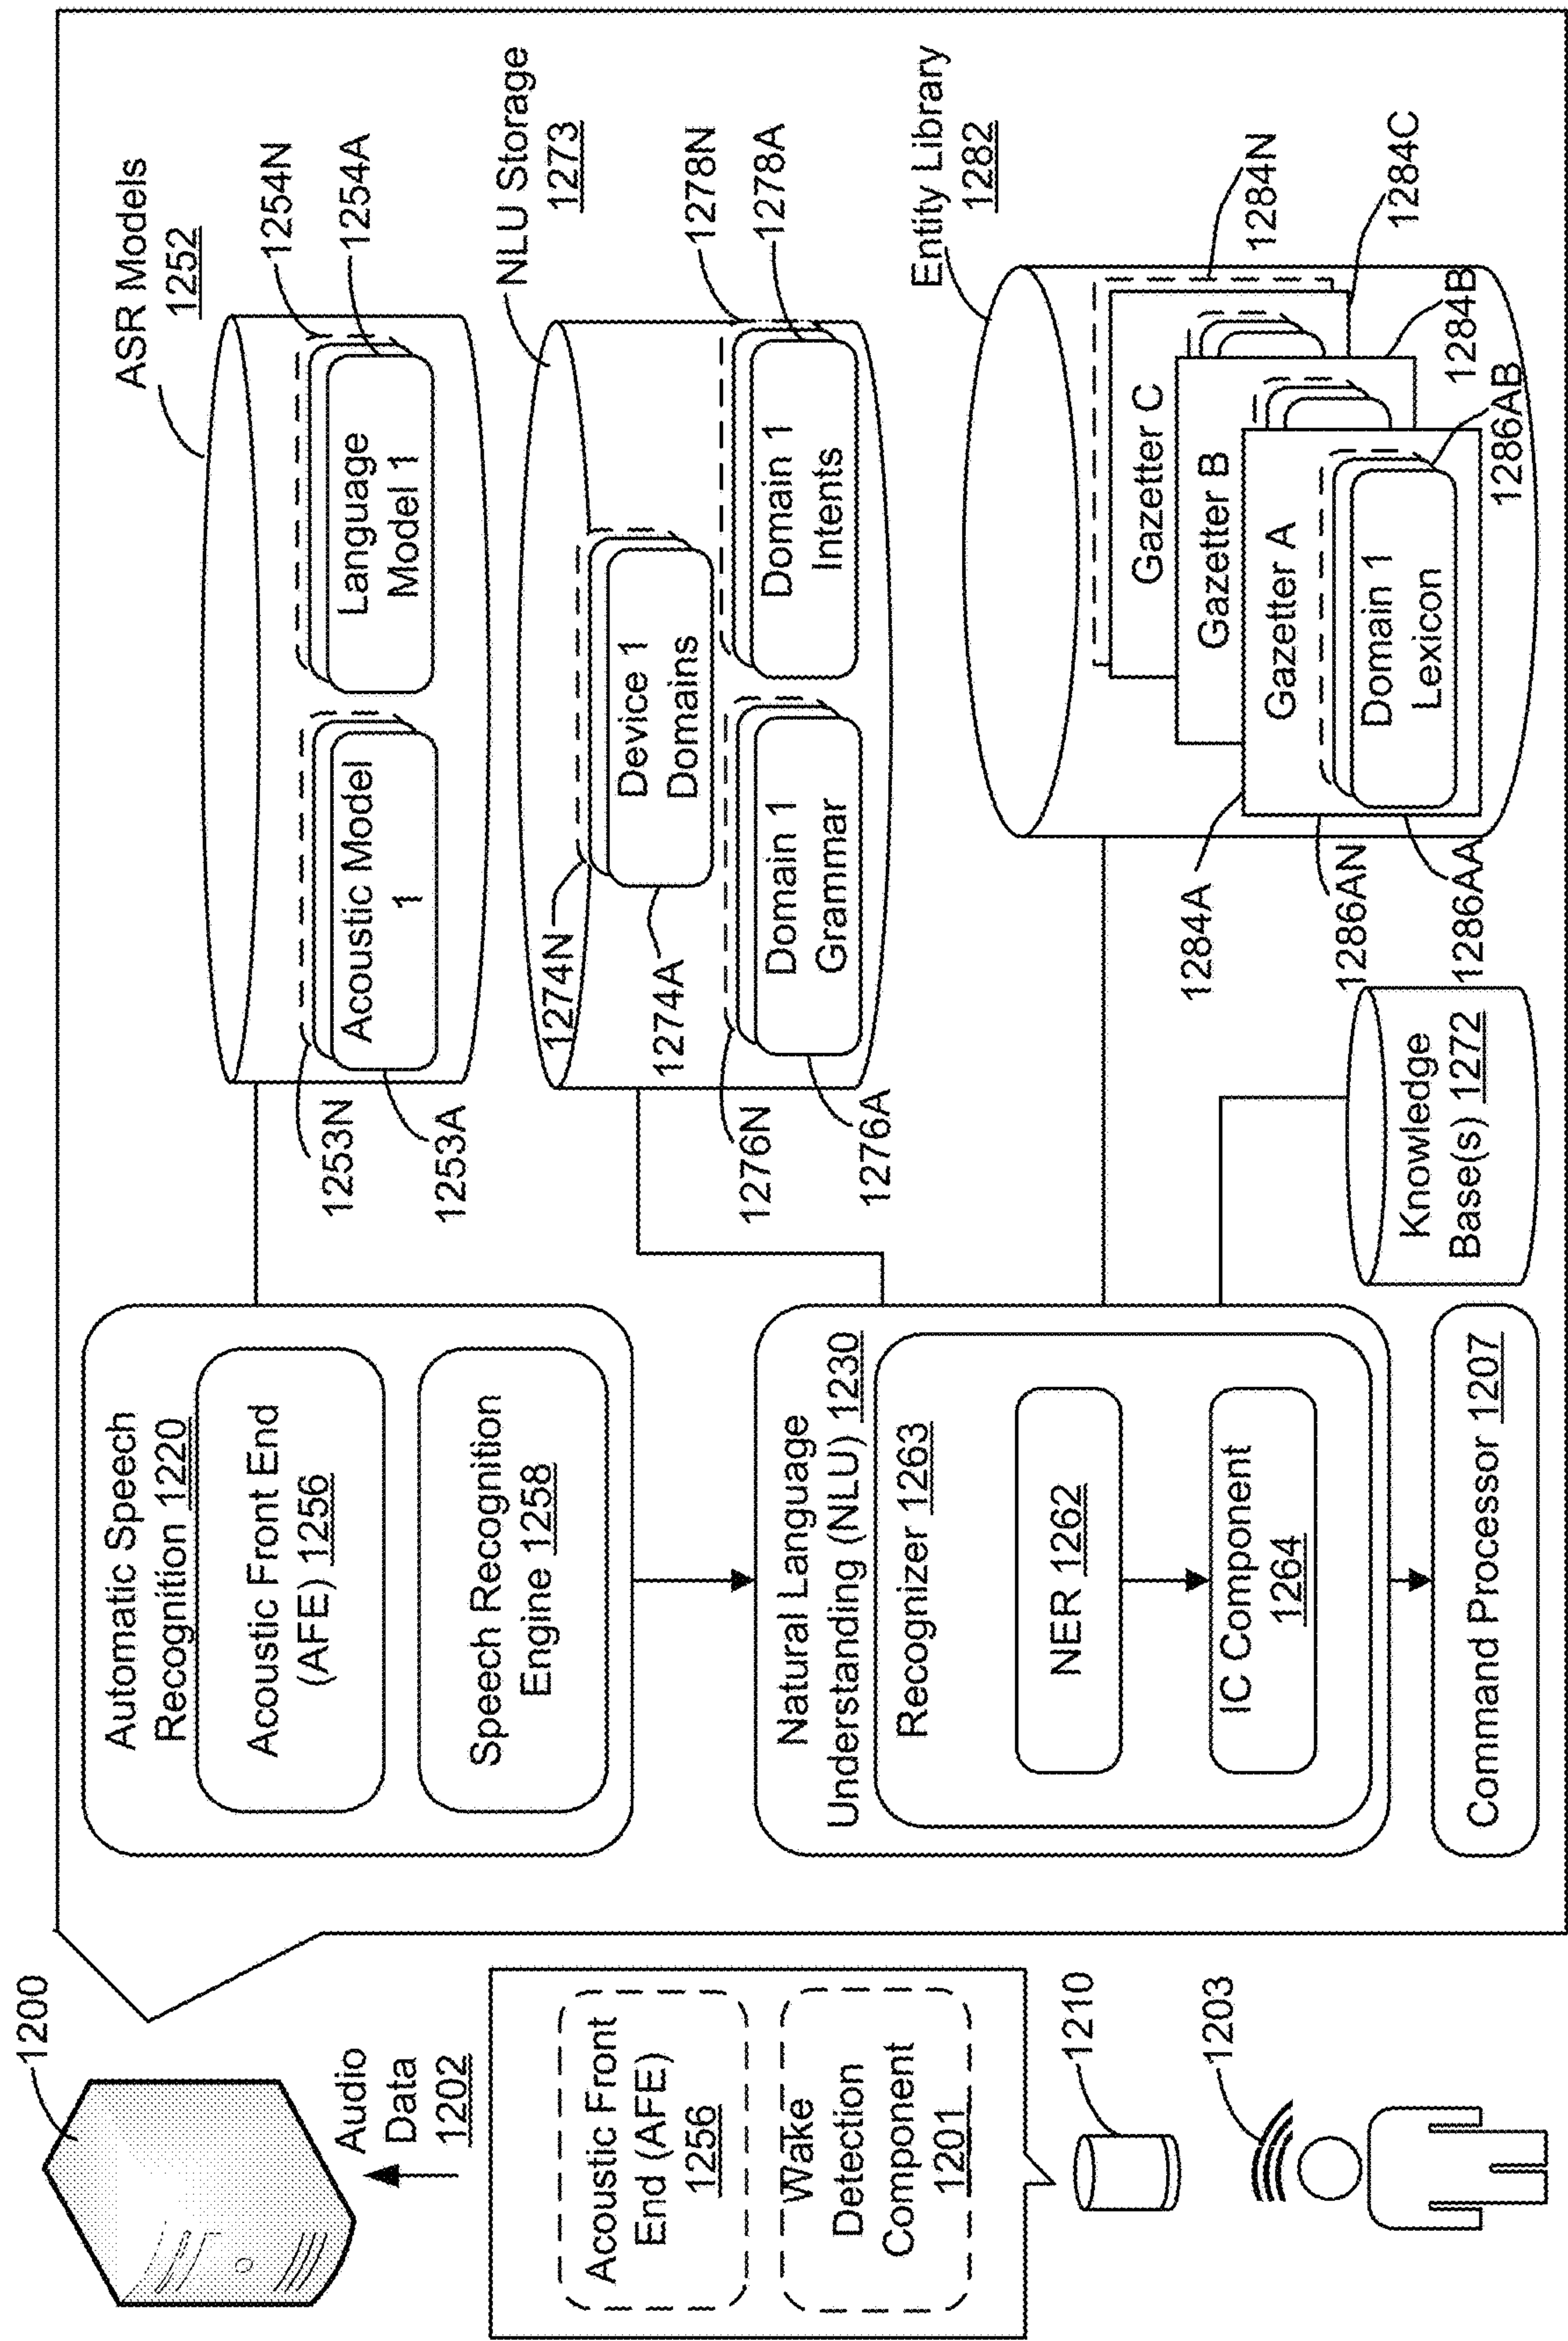 1200
Audio
Data
1202
Acoustic Front
End (AFE)
1256
Wake
Detection
Component
1201
1210
1203
Automatic Speech
Recognition 1220
Acoustic Front End
(AFE) 1256
Speech Recognition
Engine 1258
Natural Language
Understanding (NLU) 1230
Recognizer 1263
NER 1262
IC Component
1264
Command Processor 1207
ASR Models
1252
1253N
1253A
Acoustic Model
1
Language
Model 1
1254N
1254A
NLU Storage
1273
1274N
1274A
Device 1
Domains
1276N
1276A
Domain 1
Grammar
Domain 1
Intents
1278N
1278A
Entity Library
1282
Gazetter C
Gazetter B
Gazetter A
Domain 1
Lexicon
1284N
1284C
1284B
1286AB
1284A
1286AN
1286AA
Knowledge
Base(s) 1272